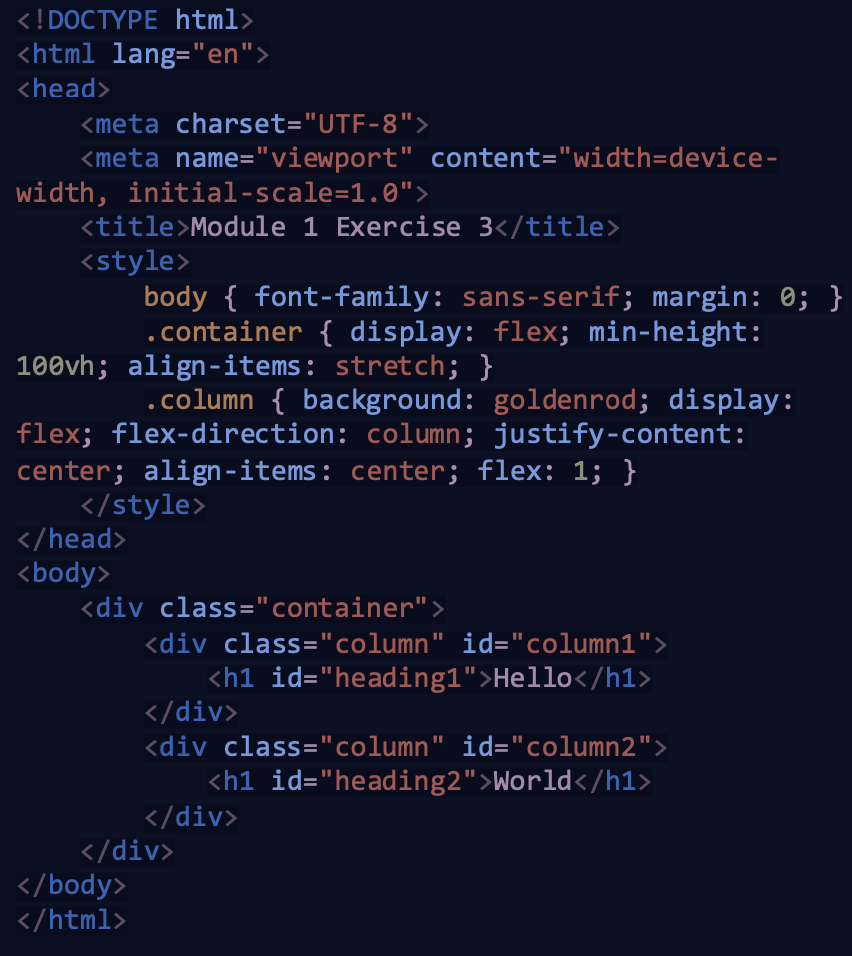 <!DOCTYPE html>
<html lang="en">
<head>
    <meta charset="UTF-8">
    <meta name="viewport" content="width=device-
width, initial-scale=1.0">
    <title>Module 1 Exercise 3</title>
    <style>
        body { font-family: sans-serif; margin: 0; }
        .container { display: flex; min-height:
100vh; align-items: stretch; }
        .column { background: goldenrod; display:
flex; flex-direction: column; justify-content:
center; align-items: center; flex: 1; }
    </style>
</head>
<body>
    <div class="container">
        <div class="column" id="column1">
            <h1 id="heading1">Hello</h1>
        </div>
        <div class="column" id="column2">
            <h1 id="heading2">World</h1>
        </div>
    </div>
</body>
</html>